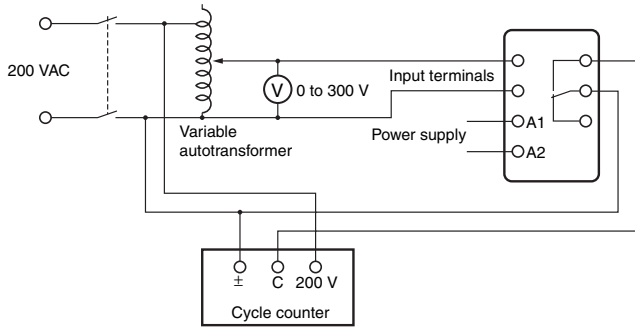 200 VAC
V
0 to 300 V
Variable
autotransformer
Input terminals
Power supply
A1
A2
± C 200 V
Cycle counter